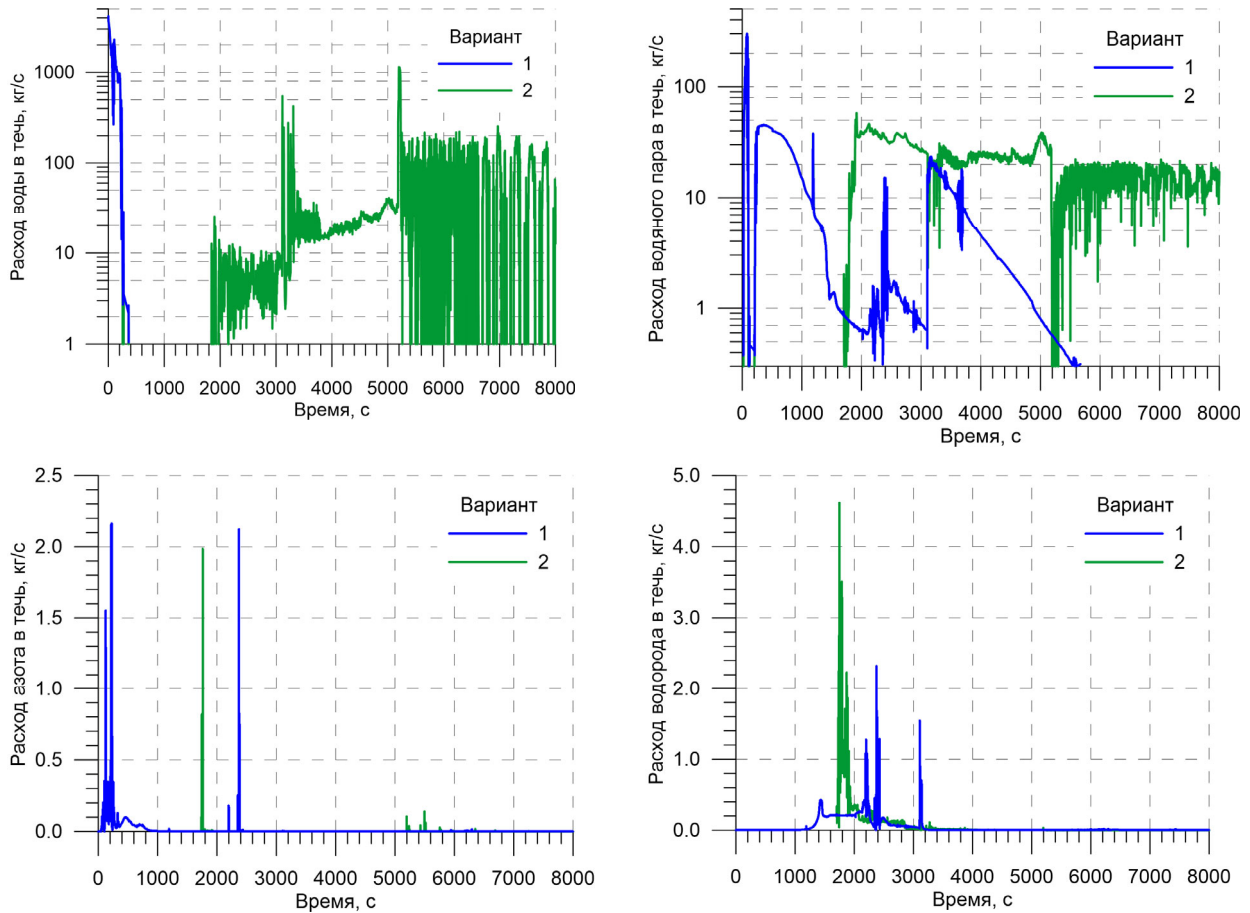 0 1000 2000 3000 4000 5000 6000 7000 8000
Вариант
1
2
1000
100
10
1
Расход воды в течь, кг/с
Время, с
Вариант
1
2
100
10
1
Расход водяного пара в течь, кг/с
0 1000 2000 3000 4000 5000 6000 7000 8000
Время, с
2.5
2.0
1.5
1.0
0.5
0.0
Расход азота в течь, кг/с
Вариант
1
2
0 1000 2000 3000 4000 5000 6000 7000 8000
Время, с
5.0
4.0
3.0
2.0
1.0
0.0
Расход водорода в течь, кг/с
Вариант
1
2
0 1000 2000 3000 4000 5000 6000 7000 8000
Время, с